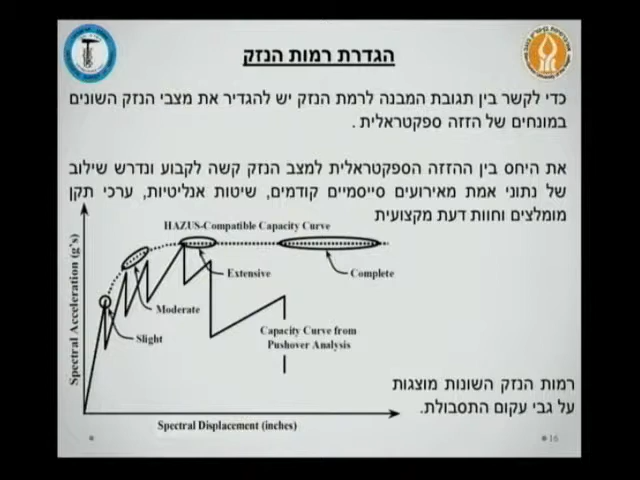 הגדרת רמות הנזק
כדי לקשר בין תגובת המבנה לרמת הנזק יש להגדיר את מצבי הנזק השונים
במונחים של הזזה ספקטראלית .
את היחס בין ההזזה הספקטראלית למצב הנזק קשה לקבוע ונדרש שילוב
של נתוני אמת מאירועים סייסמיים קודמים, שיטות אנליטיות, ערכי תקן
מומלצים וחוות דעת מקצועית
HAZUS-Compatible Capacity Curve
Extensive
Complete
Moderate
Slight
Capacity Curve from
Pushover Analysis
Spectral Acceleration (g's)
Spectral Displacement (inches)
רמות הנזק השונות מוצגות
על גבי עקום התסבולת.
16